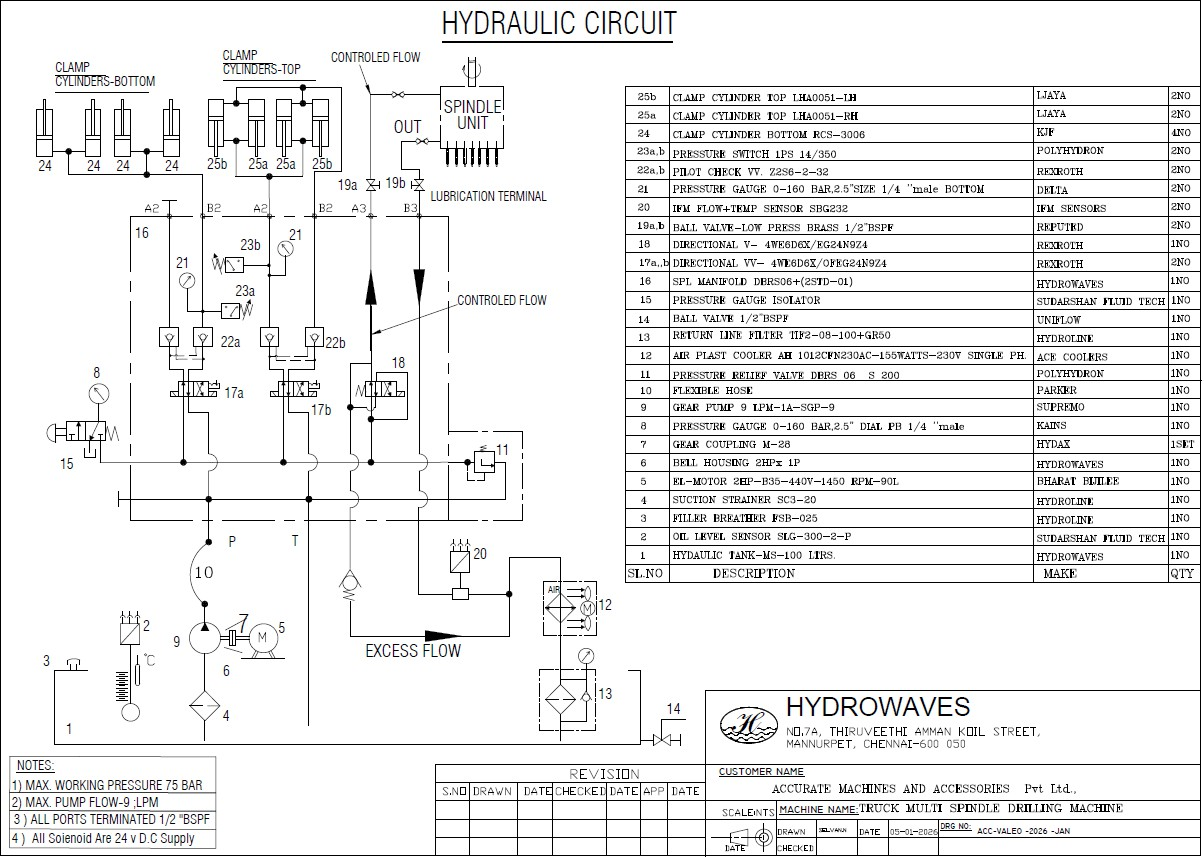 HYDRAULIC CIRCUIT
CLAMP
CYLINDERS-BOTTOM
CLAMP
CYLINDERS-TOP
CONTROLED FLOW
SPINDLE
UNIT
OUT
24 24 24 24
25b 25a 25a 25b
19a 19b
LUBRICATION TERMINAL
A2 B2 A2 B2 A3 B3
16
21
23b
21
23a
CONTROLED FLOW
22a
22b
18
8
17a
17b
15
11
P T
10
20
AIR
12
M
EXCESS FLOW
2
9
7
5
M
3
°C
6
13
4
1
14
25b CLAMP CYLINDER TOP LHA0051-LH LJAYA 2NO
25a CLAMP CYLINDER TOP LHA0051-RH LJAYA 2NO
24 CLAMP CYLINDER BOTTOM RCS-3006 KJF 4NO
23a,b PRESSURE SWITCH 1PS 14/350 POLYHYDRON 2NO
22a,b PILOT CHECK VV. Z2S6-2-32 REXROTH 2NO
21 PRESSURE GAUGE 0-160 BAR,2.5"SIZE 1/4 "male BOTTOM DELTA 2NO
20 IFM FLOW+TEMP SENSOR SBG232 IFM SENSORS 2NO
19a,b BALL VALVE-LOW PRESS BRASS 1/2"BSPF REPUTED 2NO
18 DIRECTIONAL V- 4WE6D6X/EG24N9Z4 REXROTH 1NO
17a,,b DIRECTIONAL VV- 4WE6D6X/OFEG24N9Z4 REXROTH 2NO
16 SPL MANIFOLD DBRS06+(2STD-01) HYDROWAVES 1NO
15 PRESSURE GAUGE ISOLATOR SUDARSHAN FLUID TECH 1NO
14 BALL VALVE 1/2"BSPF UNIFLOW 1NO
13 RETURN LINE FILTER TIF2-08-100+GR50 HYDROLINE 1NO
12 AIR PLAST COOLER AH 1012CFN230AC-155WATTS-230V SINGLE PH. ACE COOLERS 1NO
11 PRESSURE RELIEF VALVE DBRS 06 S 200 POLYHYDRON 1NO
10 FLEXIBLE HOSE PARKER 1NO
9 GEAR PUMP 9 LPM-1A-SGP-9 SUPREMO 1NO
8 PRESSURE GAUGE 0-160 BAR,2.5" DIAL PB 1/4 "male KAINS 1NO
7 GEAR COUPLING M-28 HYDAX 1SET
6 BELL HOUSING 2HPx 1P HYDROWAVES 1NO
5 EL-MOTOR 2HP-B35-440V-1450 RPM-90L BHARAT BIJLEE 1NO
4 SUCTION STRAINER SC3-20 HYDROLINE 1NO
3 FILLER BREATHER FSB-025 HYDROLINE 1NO
2 OIL LEVEL SENSOR SLG-300-2-P SUDARSHAN FLUID TECH 1NO
1 HYDAULIC TANK-MS-100 LTRS. HYDROWAVES 1NO
SL.NO DESCRIPTION MAKE QTY
NOTES:
1) MAX. WORKING PRESSURE 75 BAR
2) MAX. PUMP FLOW-9 ;LPM
3 ) ALL PORTS TERMINATED 1/2 "BSPF
4 ) All Soienoid Are 24 v D.C Supply
REVISION
S.NO DRAWN DATE CHECKED DATE APP DATE
HYDROWAVES
NO.7A, THIRUVEETHI AMMAN KOIL STREET,
MANNURPET, CHENNAI-600 050
CUSTOMER NAME
ACCURATE MACHINES AND ACCESSORIES Pvt Ltd.,
MACHINE NAME:TRUCK MULTI SPINDLE DRILLING MACHINE
DRAWN DATE 05-01-2026 DRG NO: ACC-VALEO -2026 -JAN
DATE CHECKED